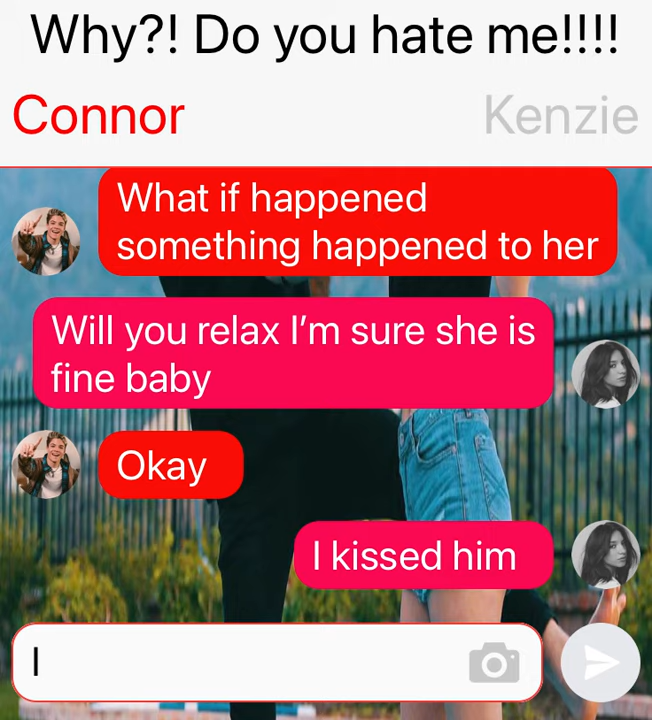 Why?! Do you hate me!!!!
Connor Kenzie
What if happened
something happened to her
Will you relax I'm sure she is
fine baby
Okay
I kissed him